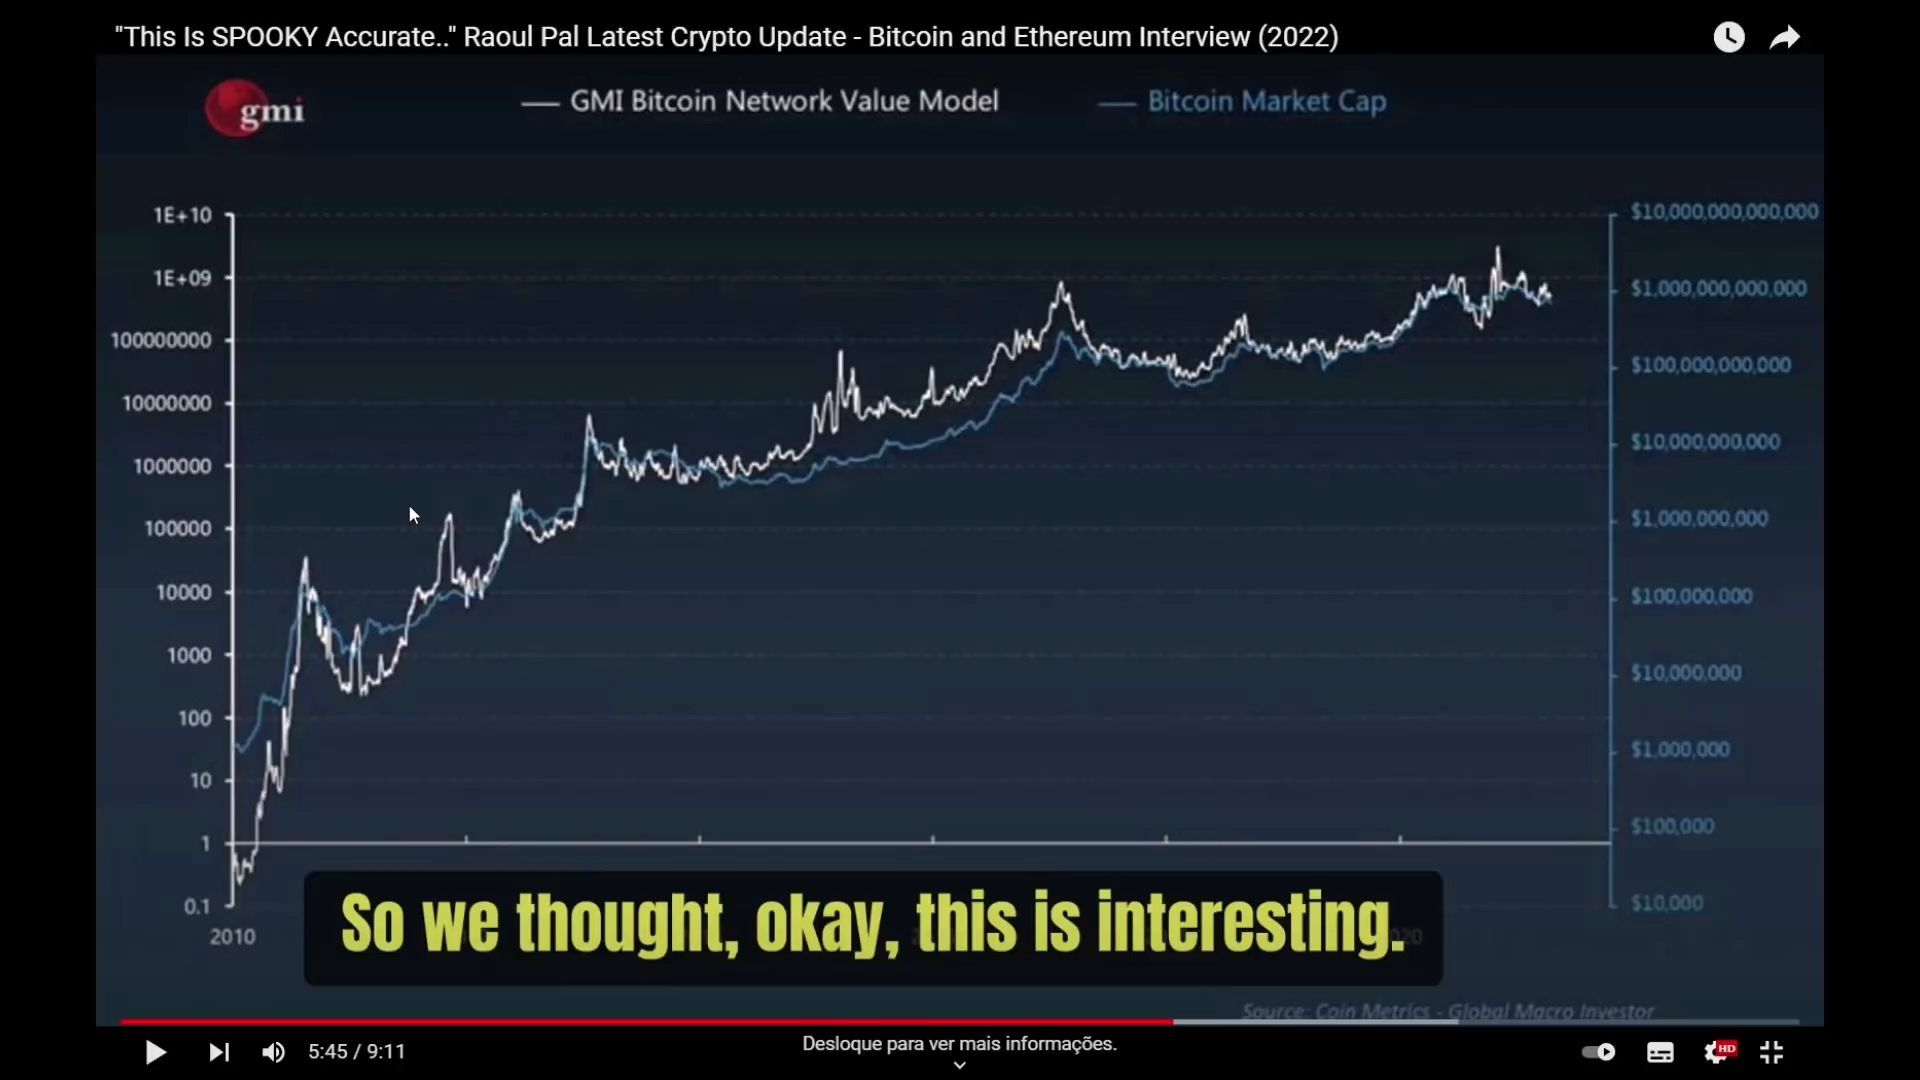 "This Is SPOOKY Accurate.." Raoul Pal Latest Crypto Update - Bitcoin and Ethereum Interview (2022)
gmi
GMI Bitcoin Network Value Model
Bitcoin Market Cap
1E+10
1E+09
100000000
10000000
1000000
100000
10000
1000
100
10
1
0.1
$10,000,000,000,000
$1,000,000,000,000
$100,000,000,000
$10,000,000,000
$1,000,000,000
$100,000,000
$10,000,000
$1,000,000
$100,000
$10,000
2010
So we thought, okay, this is interesting.
Source: Coin Metrics - Global Macro Investor
5:45 / 9:11
Desloque para ver mais informações.
HD